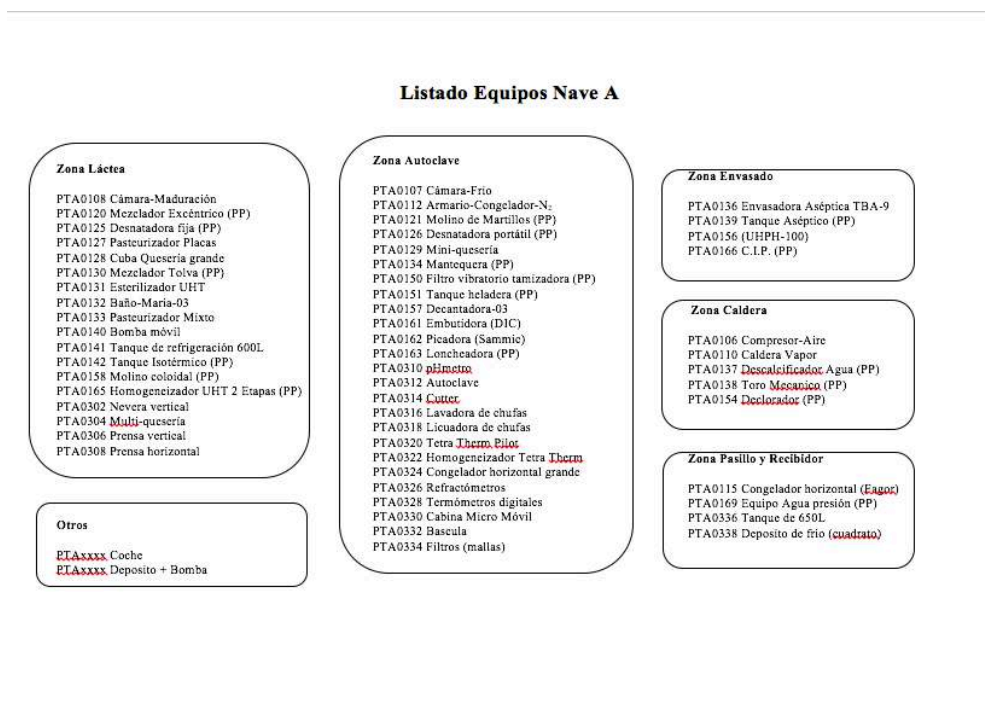 Listado Equipos Nave A
Zona Láctea
PTA0108 Cámara-Maduración
PTA0120 Mezclador Excéntrico (PP)
PTA0125 Desnatadora fija (PP)
PTA0127 Pasteurizador Placas
PTA0128 Cuba Quesería grande
PTA0130 Mezclador Tolva (PP)
PTA0131 Esterilizador UHT
PTA0132 Baño-Maria-03
PTA0133 Pasteurizador Mixto
PTA0140 Bomba móvil
PTA0141 Tanque de refrigeración 600L
PTA0142 Tanque Isotérmico (PP)
PTA0158 Molino coloidal (PP)
PTA0165 Homogeneizador UHT 2 Etapas (PP)
PTA0302 Nevera vertical
PTA0304 Multi-quesería
PTA0306 Prensa vertical
PTA0308 Prensa horizontal
Otros
PTAxxxx Coche
PTAxxxx Deposito + Bomba
Zona Autoclave
PTA0107 Cámara-Frio
PTA0112 Armario-Congelador-N₂
PTA0121 Molino de Martillos (PP)
PTA0126 Desnatadora portátil (PP)
PTA0129 Mini-quesería
PTA0134 Mantequera (PP)
PTA0150 Filtro vibratorio tamizadora (PP)
PTA0151 Tanque heladera (PP)
PTA0157 Decantadora-03
PTA0161 Embutidora (DIC)
PTA0162 Picadora (Sammic)
PTA0163 Loncheadora (PP)
PTA0310 pHmetro
PTA0312 Autoclave
PTA0314 Cutter
PTA0316 Lavadora de chufas
PTA0318 Licuadora de chufas
PTA0320 Tetra Therm Pilot
PTA0322 Homogeneizador Tetra Therm
PTA0324 Congelador horizontal grande
PTA0326 Refractómetros
PTA0328 Termómetros digitales
PTA0330 Cabina Micro Móvil
PTA0332 Bascula
PTA0334 Filtros (mallas)
Zona Envasado
PTA0136 Envasadora Aséptica TBA-9
PTA0139 Tanque Aséptico (PP)
PTA0156 (UHPH-100)
PTA0166 C.I.P. (PP)
Zona Caldera
PTA0106 Compresor-Aire
PTA0110 Caldera Vapor
PTA0137 Descalcificador Agua (PP)
PTA0138 Toro Mecanico (PP)
PTA0154 Declorador (PP)
Zona Pasillo y Recibidor
PTA0115 Congelador horizontal (Eagor)
PTA0169 Equipo Agua presión (PP)
PTA0336 Tanque de 650L
PTA0338 Deposito de frio (cuadrato)